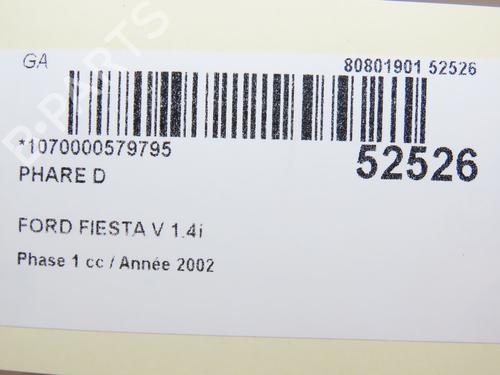 GA 80801901 52526
*1070000579795 52526
PHARE D
FORD FIESTA V 1.4i
Phase 1 cc / Année 2002
B-PARTS